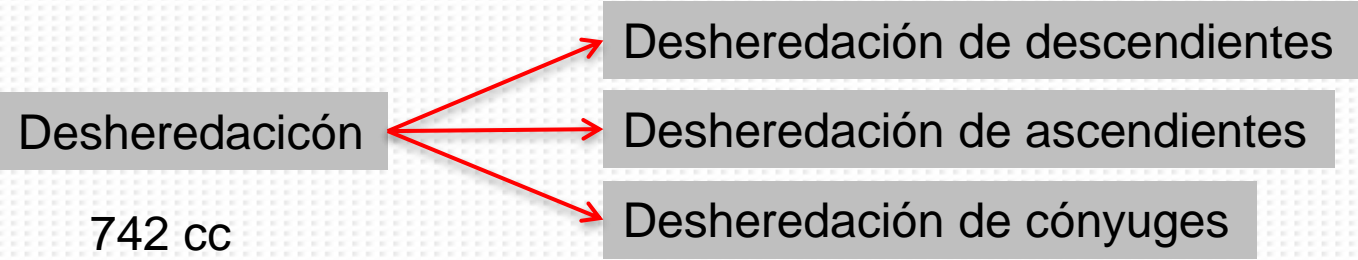 Desheredacicón
742 cc
Desheredación de descendientes
Desheredación de ascendientes
Desheredación de cónyuges